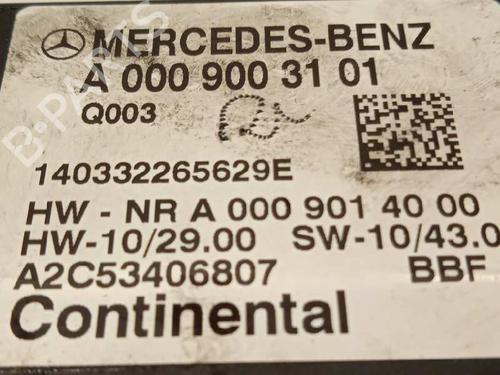 MERCEDES-BENZ
A 000 900 31 01
Q003
140332265629E
HW - NR A 000 901 40 00
HW-10/29.00 SW-10/43.0
A2C53406807 BBF
Continental
B-PARTS